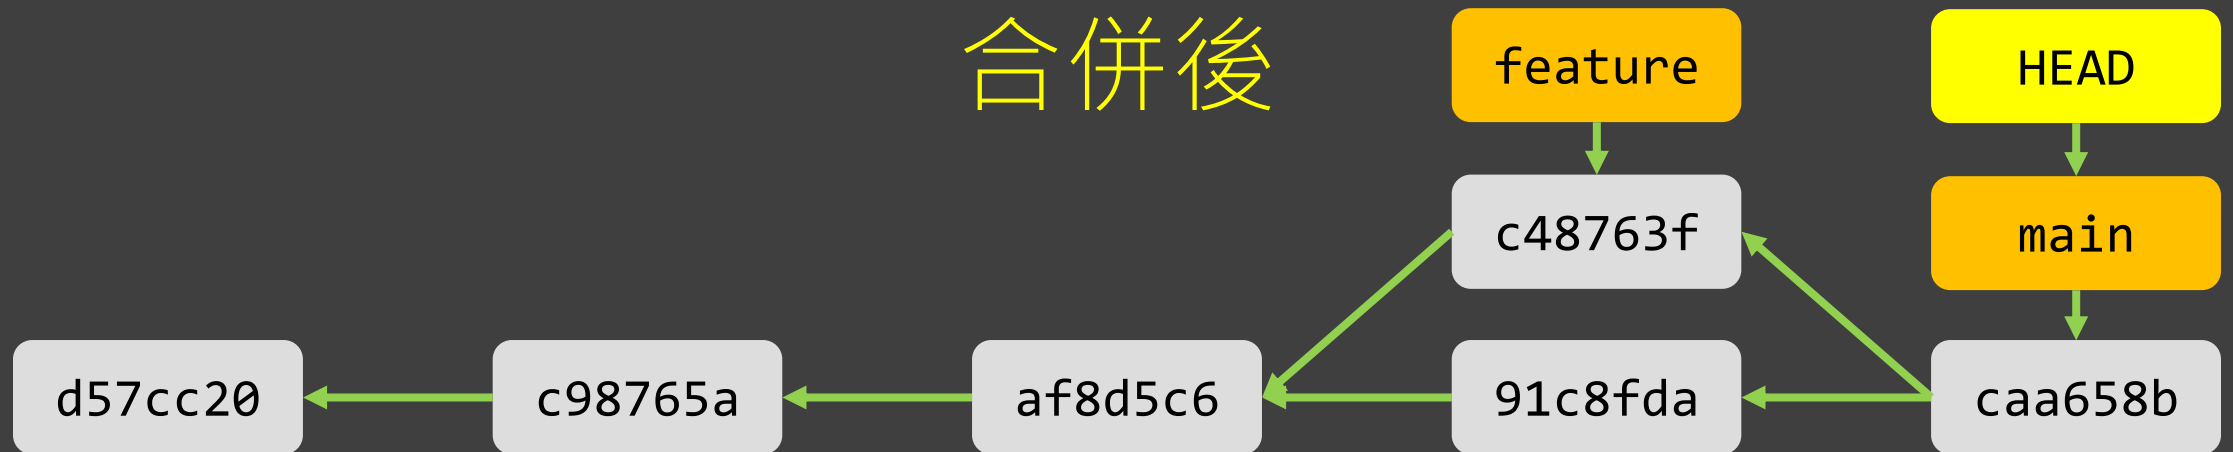 合併後
feature
HEAD
c48763f
main
d57cc20
c98765a
af8d5c6
91c8fda
caa658b